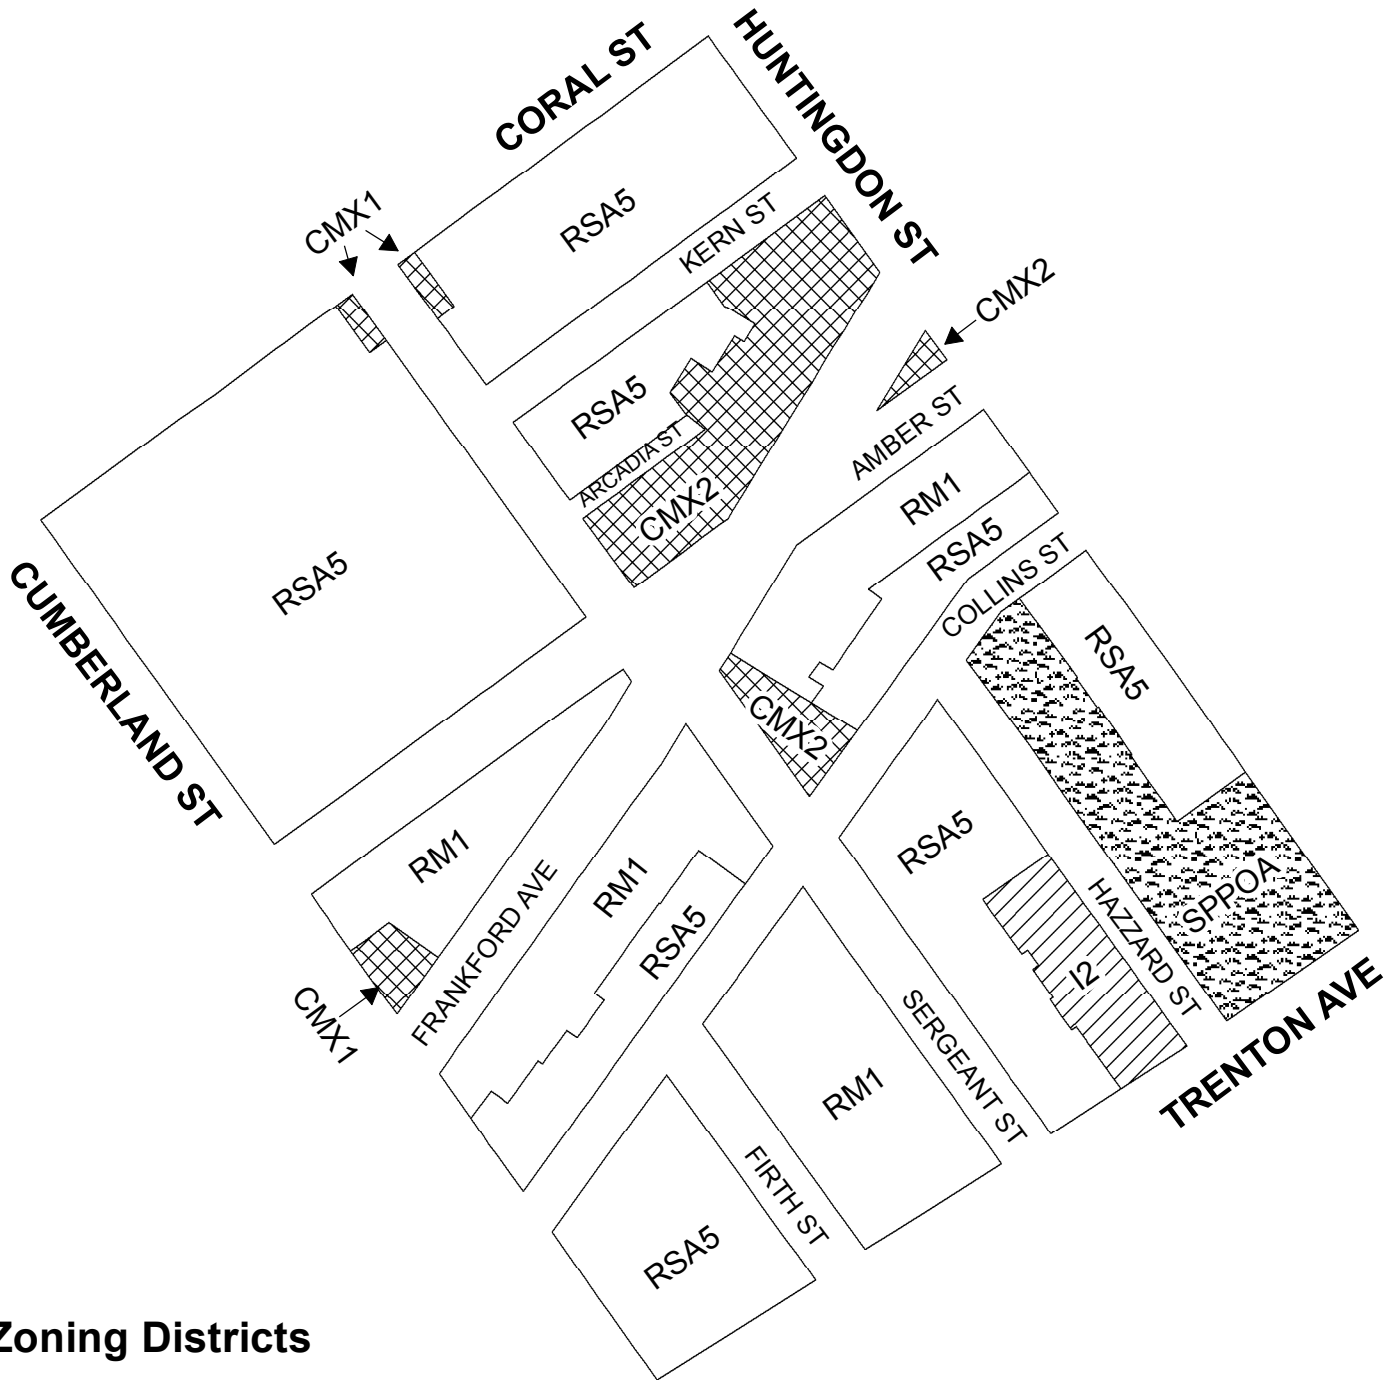 CORAL ST
HUNTINGDON ST
CMX1
RSA5
KERN ST
CMX2
RSA5
ARCADIA ST
CMX2
AMBER ST
RM1
RSA5
COLLINS ST
RSA5
CUMBERLAND ST
RSA5
CMX2
RSA5
RM1
FRANKFORD AVE
RM1
RSA5
CMX1
HAZZARD ST
SPPOA
I2
SERGEANT ST
TRENTON AVE
RM1
FIRTH ST
RSA5
Zoning Districts